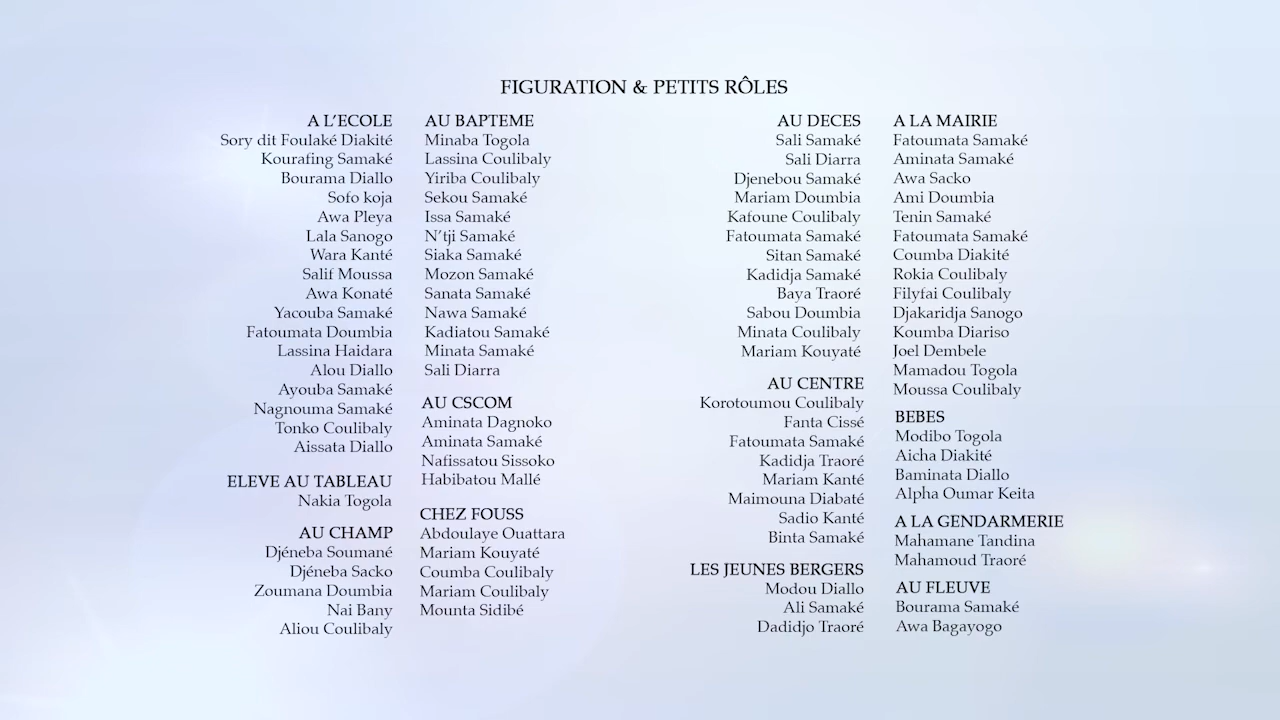 FIGURATION & PETITS RÔLES
A L'ECOLE
Sory dit Foulaké Diakité
Kourafing Samaké
Bourama Diallo
Sofo koja
Awa Pleya
Lala Sanogo
Wara Kanté
Salif Moussa
Awa Konaté
Yacouba Samaké
Fatoumata Doumbia
Lassina Haidara
Alou Diallo
Ayouba Samaké
Nagnouma Samaké
Tonko Coulibaly
Aissata Diallo
ELEVE AU TABLEAU
Nakia Togola
AU CHAMP
Djéneba Soumané
Djéneba Sacko
Zoumana Doumbia
Nai Bany
Aliou Coulibaly
AU BAPTEME
Minaba Togola
Lassina Coulibaly
Yiriba Coulibaly
Sekou Samaké
Issa Samaké
N'tji Samaké
Siaka Samaké
Mozon Samaké
Sanata Samaké
Nawa Samaké
Kadiatou Samaké
Minata Samaké
Sali Diarra
AU CSCOM
Aminata Dagnoko
Aminata Samaké
Nafissatou Sissoko
Habibatou Mallé
CHEZ FOUSS
Abdoulaye Ouattara
Mariam Kouyaté
Coumba Coulibaly
Mariam Coulibaly
Mounta Sidibé
AU DECES
Sali Samaké
Sali Diarra
Djenebou Samaké
Mariam Doumbia
Kafoune Coulibaly
Fatoumata Samaké
Sitan Samaké
Kadidja Samaké
Baya Traoré
Sabou Doumbia
Minata Coulibaly
Mariam Kouyaté
AU CENTRE
Korotoumou Coulibaly
Fanta Cissé
Fatoumata Samaké
Kadidja Traoré
Mariam Kanté
Maimouna Diabaté
Sadio Kanté
Binta Samaké
LES JEUNES BERGERS
Modou Diallo
Ali Samaké
Dadidjo Traoré
A LA MAIRIE
Fatoumata Samaké
Aminata Samaké
Awa Sacko
Ami Doumbia
Tenin Samaké
Fatoumata Samaké
Coumba Diakité
Rokia Coulibaly
Filyfai Coulibaly
Djakaridja Sanogo
Koumba Diariso
Joel Dembele
Mamadou Togola
Moussa Coulibaly
BEBES
Modibo Togola
Aicha Diakité
Baminata Diallo
Alpha Oumar Keita
A LA GENDARMERIE
Mahamane Tandina
Mahamoud Traoré
AU FLEUVE
Bourama Samaké
Awa Bagayogo